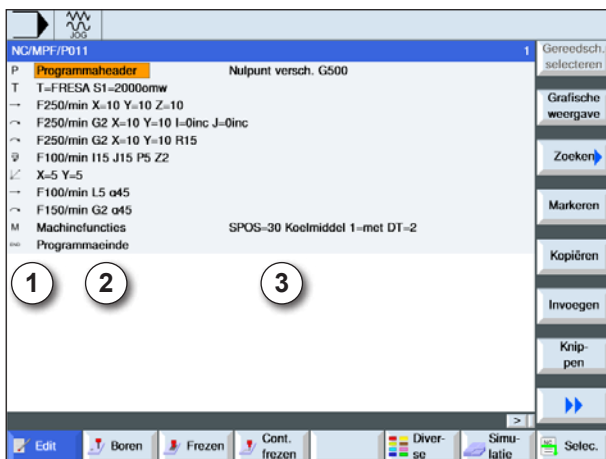 JOG
NC/MPF/P011 1
P Programmaheader Nulpunt versch. G500
T T=FRESA S1=2000omw
→ F250/min X=10 Y=10 Z=10
F250/min G2 X=10 Y=10 I=0inc J=0inc
F250/min G2 X=10 Y=10 R15
F100/min I15 J15 P5 Z2
X=5 Y=5
→ F100/min L5 α45
F150/min G2 α45
M Machinefuncties SPOS=30 Koelmiddel 1=met DT=2
END Programmaeinde
1 2 3
Gereedsch.
selecteren
Grafische
weergave
Zoeken
Markeren
Kopiëren
Invoegen
Knip-
pen
>
Edit
Boren
Frezen
Cont.
frezen
Diver-
se
Simu-
latie
NC
Selec.